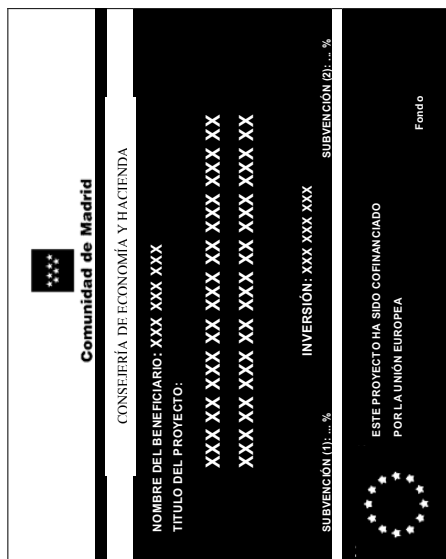 Comunidad de Madrid
CONSEJERÍA DE ECONOMÍA Y HACIENDA
NOMBRE DEL BENEFICIARIO: XXX XXX XXX
TITULO DEL PROYECTO:
XXX XX XXX XX XXX XX XXX XXX XX
XXX XX XXX XX XXX XX XXX XXX XX
INVERSIÓN: XXX XXX XXX
SUBVENCIÓN (1): ... % SUBVENCIÓN (2): ... %
ESTE PROYECTO HA SIDO COFINANCIADO
POR LA UNIÓN EUROPEA
Fondo